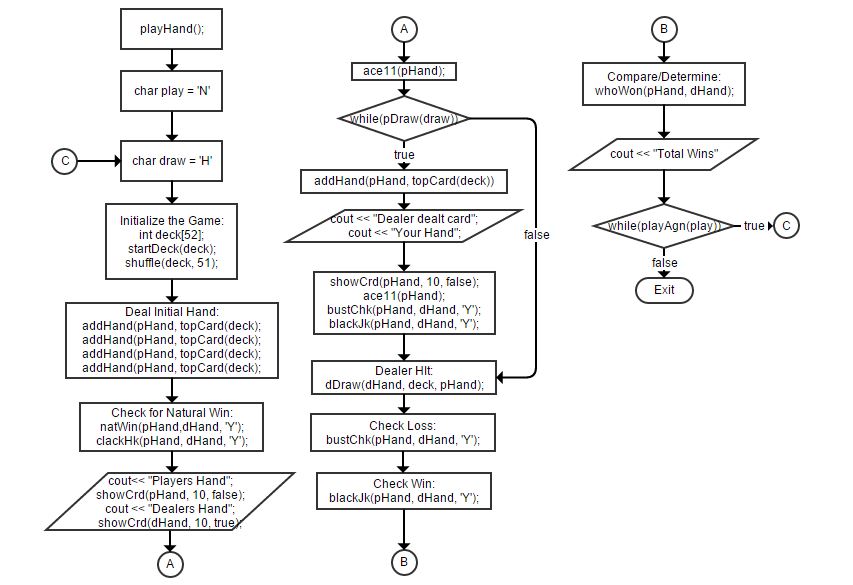 playHand();
char play = 'N'
C
char draw = 'H'
Initialize the Game:
int deck[52];
startDeck(deck);
shuffle(deck, 51);
Deal Initial Hand:
addHand(pHand, topCard(deck);
addHand(pHand, topCard(deck);
addHand(pHand, topCard(deck);
addHand(pHand, topCard(deck);
Check for Natural Win:
natWin(pHand,dHand, 'Y');
clackHk(pHand, dHand, 'Y');
cout<< "Players Hand";
showCrd(pHand, 10, false);
cout << "Dealers Hand";
showCrd(dHand, 10, true);
A
A
ace11(pHand);
while(pDraw(draw))
true
false
addHand(pHand, topCard(deck))
cout << "Dealer dealt card";
cout << "Your Hand";
showCrd(pHand, 10, false);
ace11(pHand);
bustChk(pHand, dHand, 'Y');
blackJk(pHand, dHand, 'Y');
Dealer HIt:
dDraw(dHand, deck, pHand);
Check Loss:
bustChk(pHand, dHand, 'Y');
Check Win:
blackJk(pHand, dHand, 'Y');
B
B
Compare/Determine:
whoWon(pHand, dHand);
cout << "Total Wins"
while(playAgn(play))
true
C
false
Exit